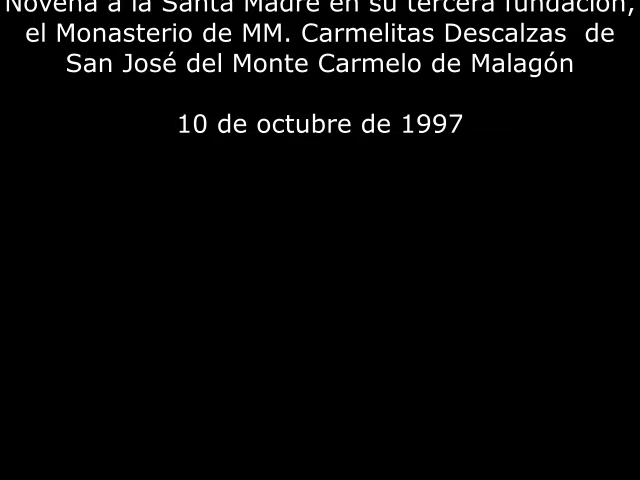 Novena a la Santa Madre en su tercera fundación,
el Monasterio de MM. Carmelitas Descalzas  de
San José del Monte Carmelo de Malagón
10 de octubre de 1997